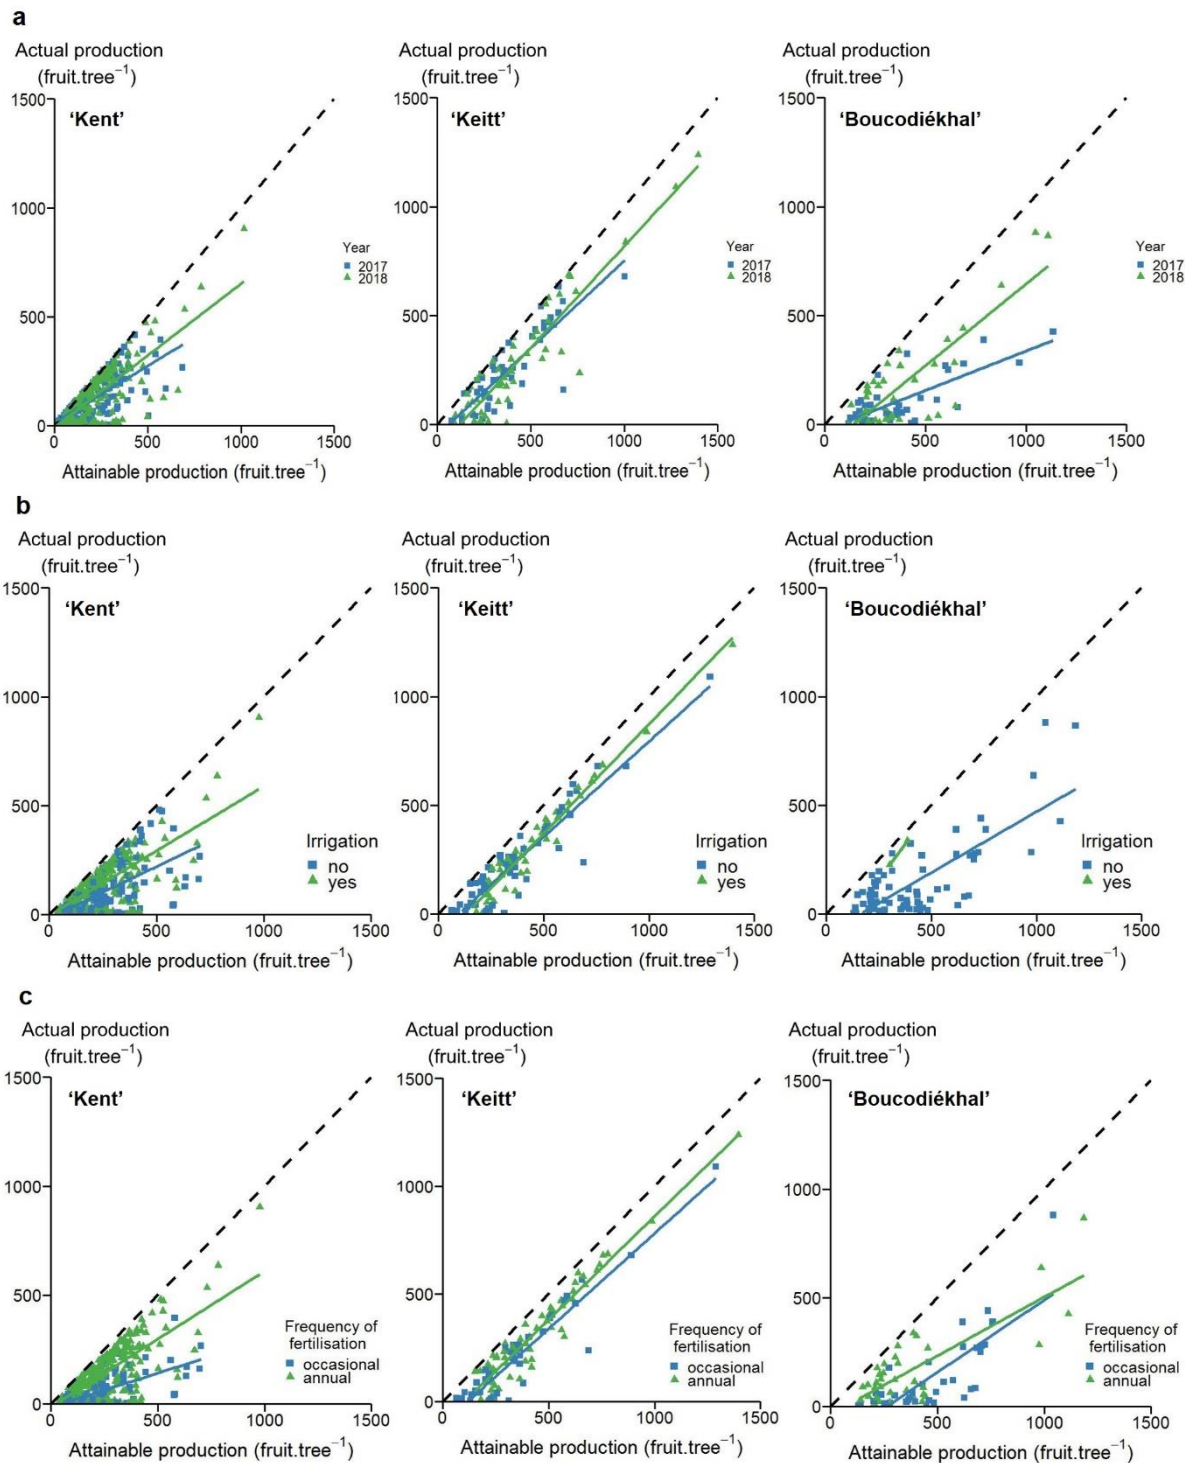 a
Actual production
(fruit.tree⁻¹)
1500
1000
500
0
‘Kent’
Year
2017
2018
0 500 1000 1500
Attainable production (fruit.tree⁻¹)
Actual production
(fruit.tree⁻¹)
1500
1000
500
0
‘Keitt’
0 500 1000 1500
Attainable production (fruit.tree⁻¹)
Actual production
(fruit.tree⁻¹)
1500
1000
500
0
‘Boucodiékhal’
Year
2017
2018
Year
2017
2018
0 500 1000 1500
Attainable production (fruit.tree⁻¹)
b
Actual production
(fruit.tree⁻¹)
1500
1000
500
0
‘Kent’
Irrigation
no
yes
0 500 1000 1500
Attainable production (fruit.tree⁻¹)
Actual production
(fruit.tree⁻¹)
1500
1000
500
0
‘Keitt’
Irrigation
no
yes
0 500 1000 1500
Attainable production (fruit.tree⁻¹)
Actual production
(fruit.tree⁻¹)
1500
1000
500
0
‘Boucodiékhal’
Irrigation
no
yes
0 500 1000 1500
Attainable production (fruit.tree⁻¹)
c
Actual production
(fruit.tree⁻¹)
1500
1000
500
0
‘Kent’
Frequency of
fertilisation
occasional
annual
0 500 1000 1500
Attainable production (fruit.tree⁻¹)
Actual production
(fruit.tree⁻¹)
1500
1000
500
0
‘Keitt’
Frequency of
fertilisation
occasional
annual
0 500 1000 1500
Attainable production (fruit.tree⁻¹)
Actual production
(fruit.tree⁻¹)
1500
1000
500
0
‘Boucodiékhal’
Frequency of
fertilisation
occasional
annual
0 500 1000 1500
Attainable production (fruit.tree⁻¹)